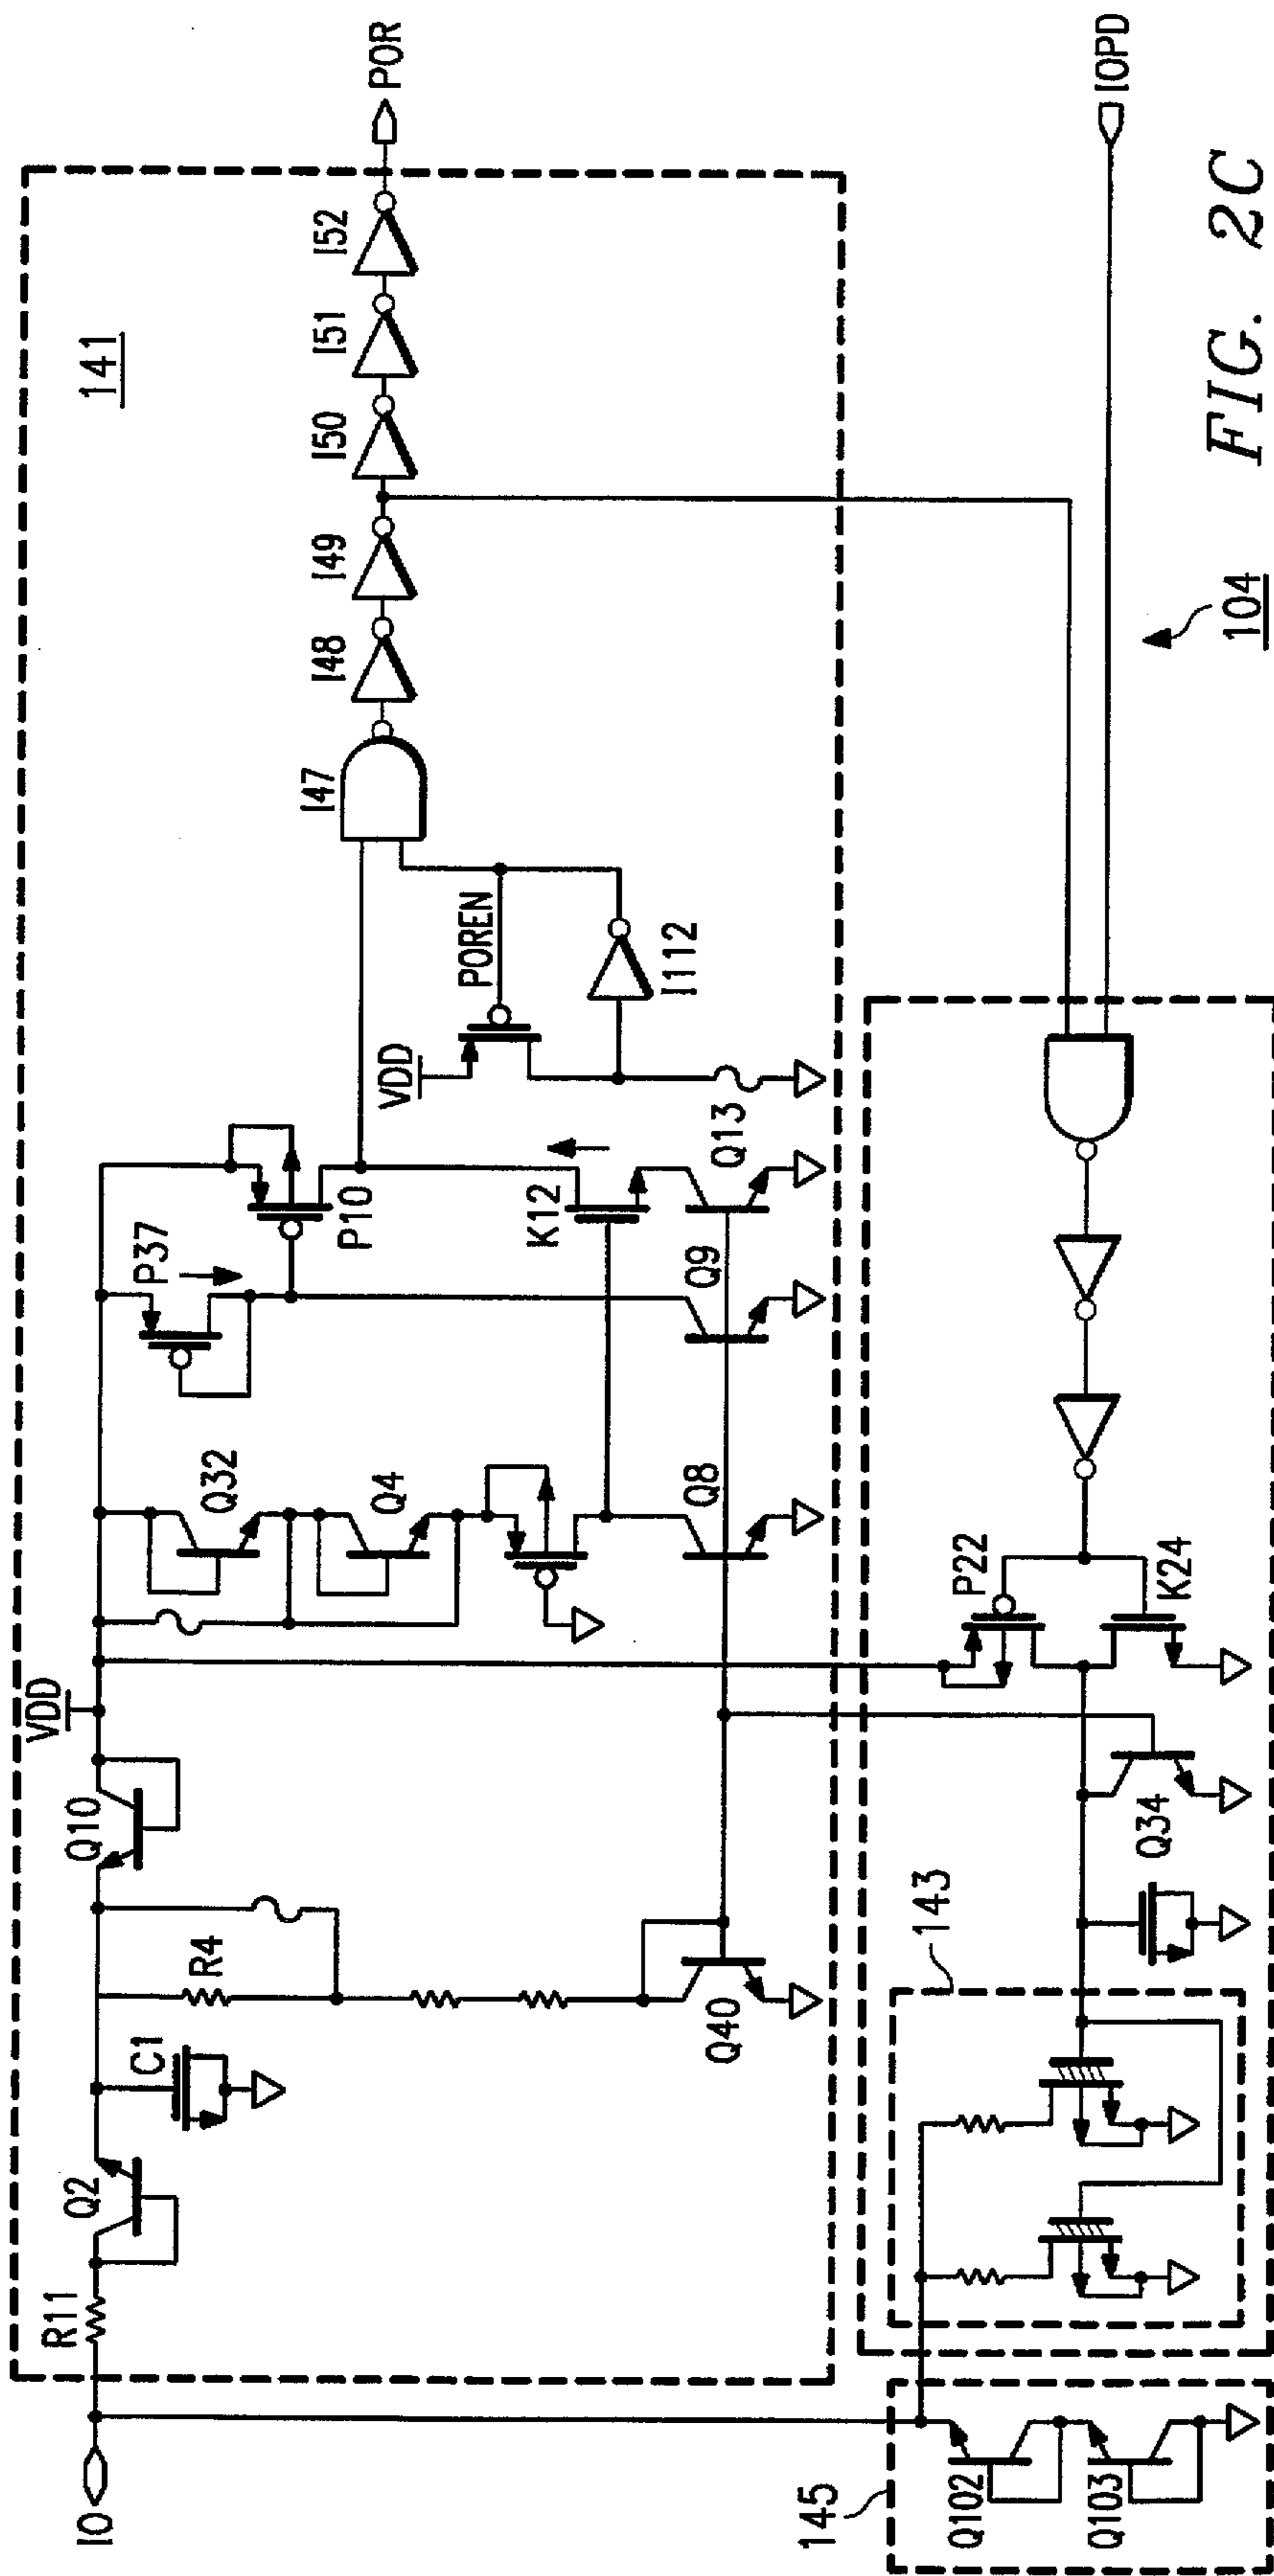 IO
R11
Q2
C1
R4
Q10
VDD
Q40
Q32
Q4
Q8
P37
Q9
P10
K12
Q13
VDD
POREN
I112
I47
I48
I49
I50
I51
I52
141
POR
145
Q102
Q103
143
Q34
P22
K24
104
IOPD
FIG. 2C